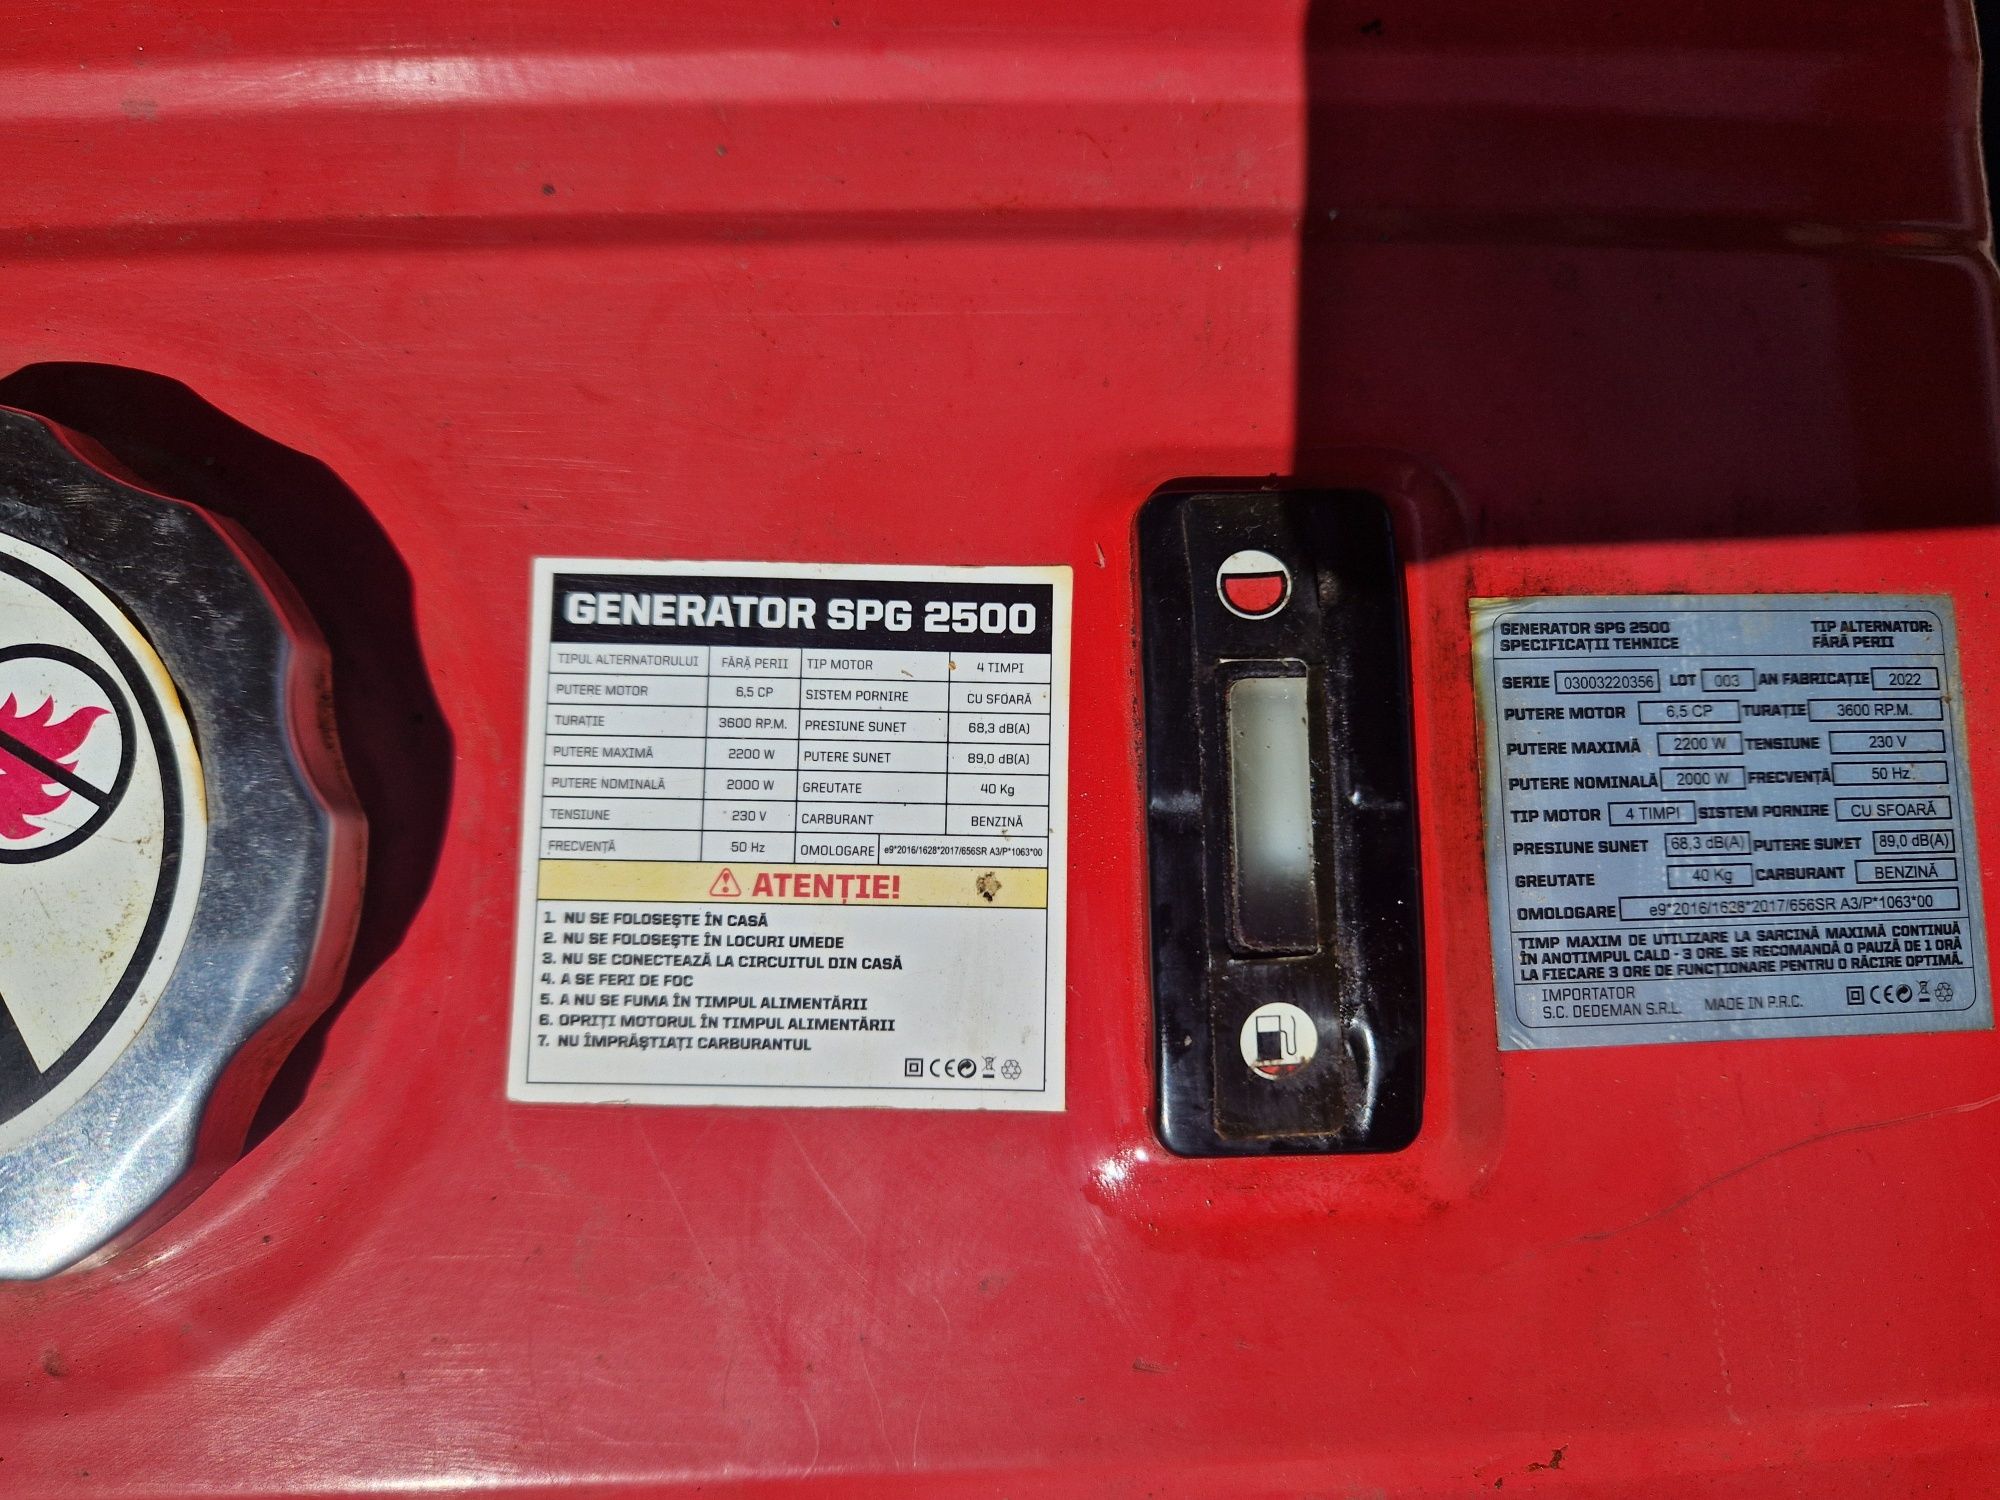 GENERATOR SPG 2500
TIPUL ALTERNATORULUI FĂRĂ PERII TIP MOTOR 4 TIMPI
PUTERE MOTOR 6,5 CP SISTEM PORNIRE CU SFOARĂ
TURAȚIE 3600 RP.M. PRESIUNE SUNET 68,3 dB(A)
PUTERE MAXIMĂ 2200 W PUTERE SUNET 89,0 dB(A)
PUTERE NOMINALĂ 2000 W GREUTATE 40 Kg
TENSIUNE 230 V CARBURANT BENZINĂ
FRECVENȚĂ 50 Hz OMOLOGARE e9*2016/1628*2017/656SR A3/P*1063*00
ATENȚIE!
1. NU SE FOLOSEȘTE ÎN CASĂ
2. NU SE FOLOSEȘTE ÎN LOCURI UMEDE
3. NU SE CONECTEAZĂ LA CIRCUITUL DIN CASĂ
4. A SE FERI DE FOC
5. A NU SE FUMA ÎN TIMPUL ALIMENTĂRII
6. OPRIȚI MOTORUL ÎN TIMPUL ALIMENTĂRII
7. NU ÎMPRĂȘTIAȚI CARBURANTUL
CE
GENERATOR SPG 2500 TIP ALTERNATOR:
SPECIFICAȚII TEHNICE FĂRĂ PERII
SERIE 03003220356 LOT 003 AN FABRICAȚIE 2022
PUTERE MOTOR 6,5 CP TURAȚIE 3600 RP.M.
PUTERE MAXIMĂ 2200 W TENSIUNE 230 V
PUTERE NOMINALĂ 2000 W FRECVENȚĂ 50 Hz
TIP MOTOR 4 TIMPI SISTEM PORNIRE CU SFOARĂ
PRESIUNE SUNET 68,3 dB(A) PUTERE SUNET 89,0 dB(A)
GREUTATE 40 Kg CARBURANT BENZINĂ
OMOLOGARE e9*2016/1628*2017/656SR A3/P*1063*00
TIMP MAXIM DE UTILIZARE LA SARCINĂ MAXIMĂ CONTINUĂ
ÎN ANOTIMPUL CALD - 3 ORE. SE RECOMANDĂ O PAUZĂ DE 1 ORĂ
LA FIECARE 3 ORE DE FUNCȚIONARE PENTRU O RĂCIRE OPTIMĂ.
IMPORTATOR
S.C. DEDEMAN S.R.L. MADE IN P.R.C. CE